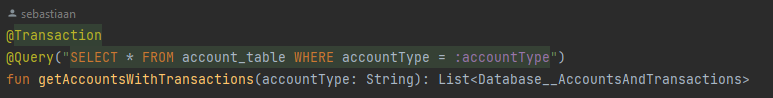 sebastiaan
@Transaction
@Query("SELECT * FROM account_table WHERE accountType = :accountType")
fun getAccountsWithTransactions(accountType: String): List<Database__AccountsAndTransactions>